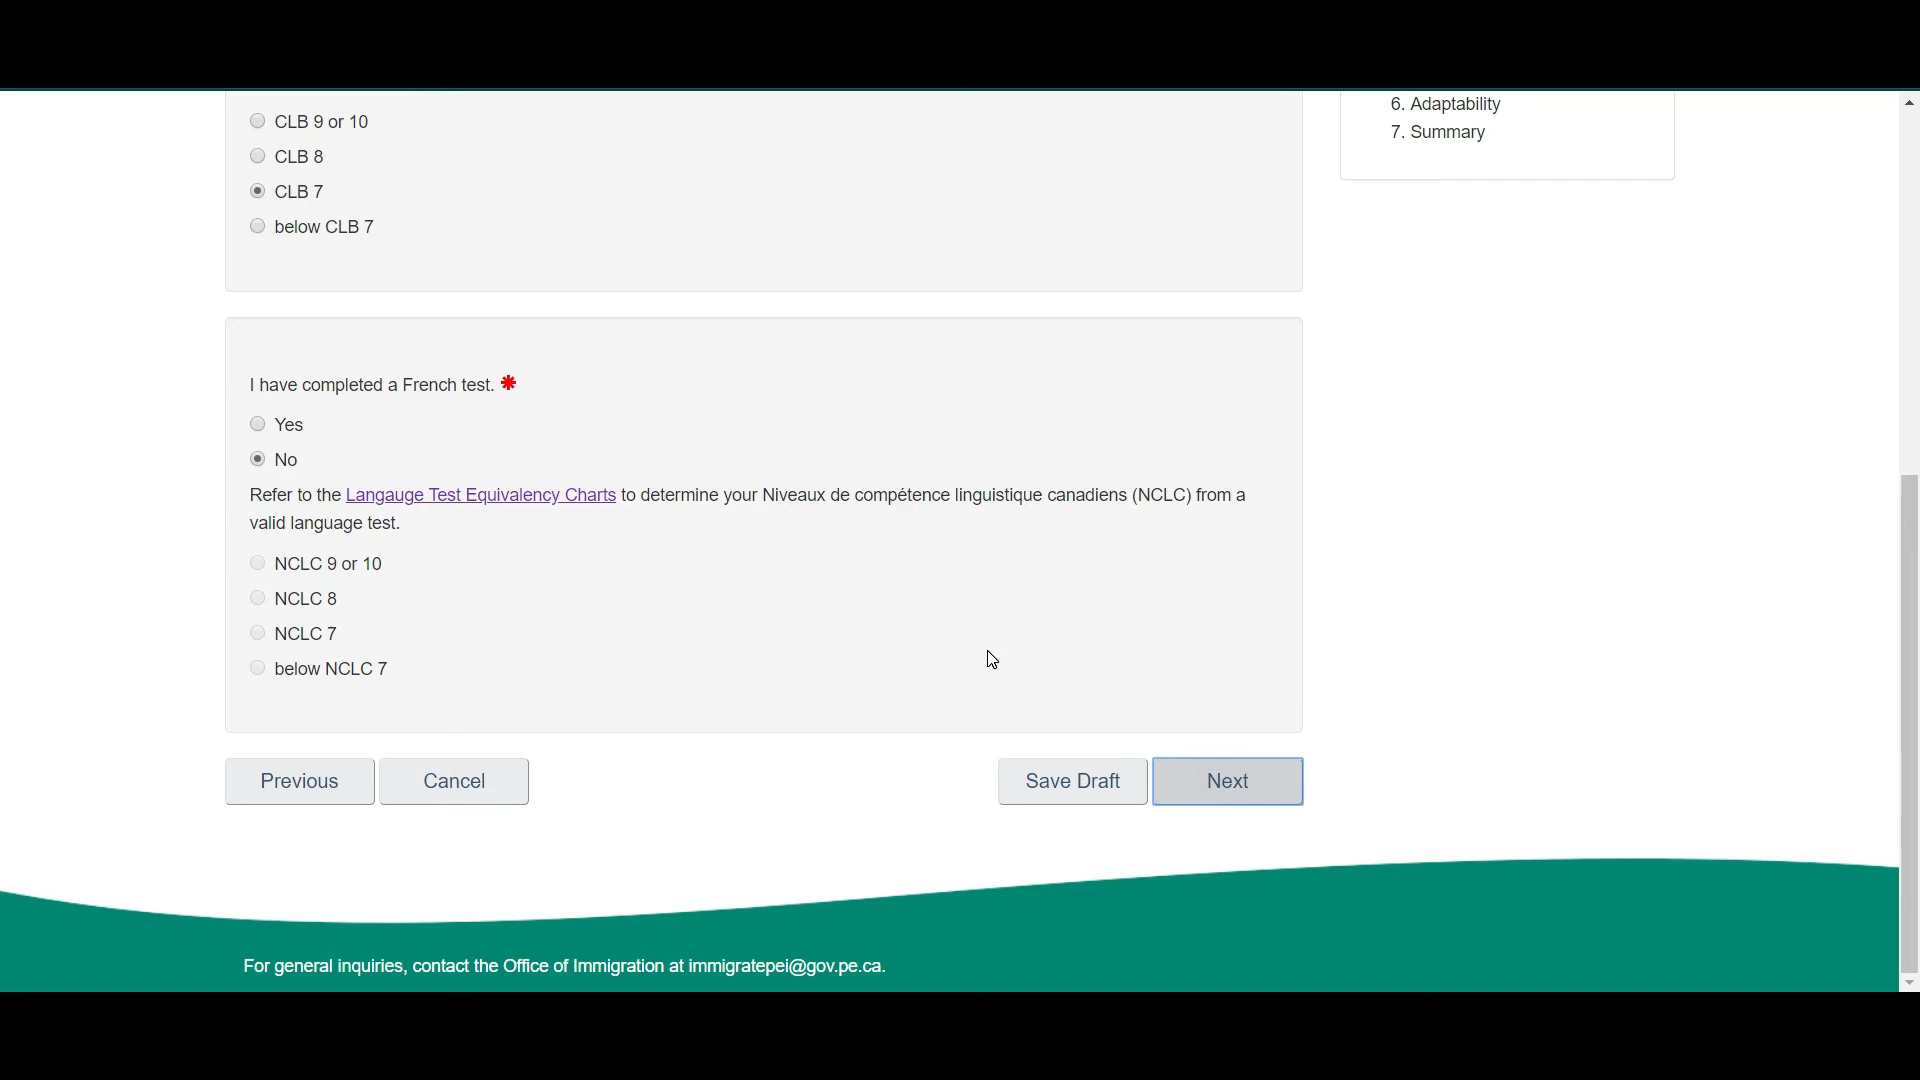 CLB 9 or 10
CLB 8
CLB 7
below CLB 7
6. Adaptability
7. Summary
I have completed a French test. *
Yes
No
Refer to the Langauge Test Equivalency Charts to determine your Niveaux de compétence linguistique canadiens (NCLC) from a
valid language test.
NCLC 9 or 10
NCLC 8
NCLC 7
below NCLC 7
Previous
Cancel
Save Draft
Next
For general inquiries, contact the Office of Immigration at immigratepei@gov.pe.ca.